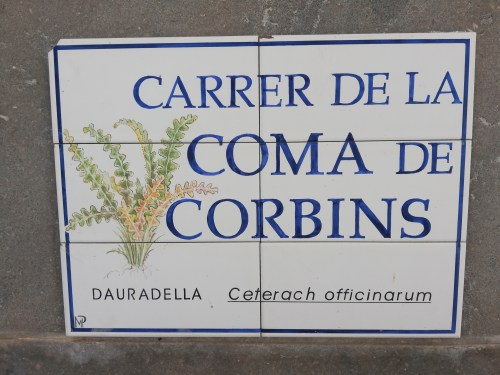 CARRER DE LA
COMA DE
CORBINS
DAURADELLA Ceterach officinarum